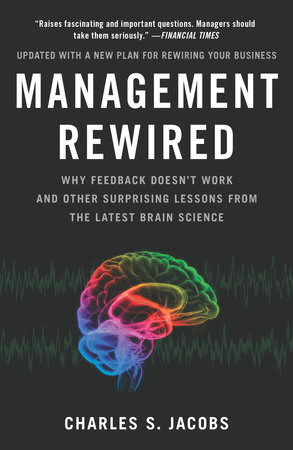 "Raises fascinating and important questions. Managers should
take them seriously." —FINANCIAL TIMES
UPDATED WITH A NEW PLAN FOR REWIRING YOUR BUSINESS
MANAGEMENT
REWIRED
WHY FEEDBACK DOESN'T WORK
AND OTHER SURPRISING LESSONS FROM
THE LATEST BRAIN SCIENCE
CHARLES S. JACOBS